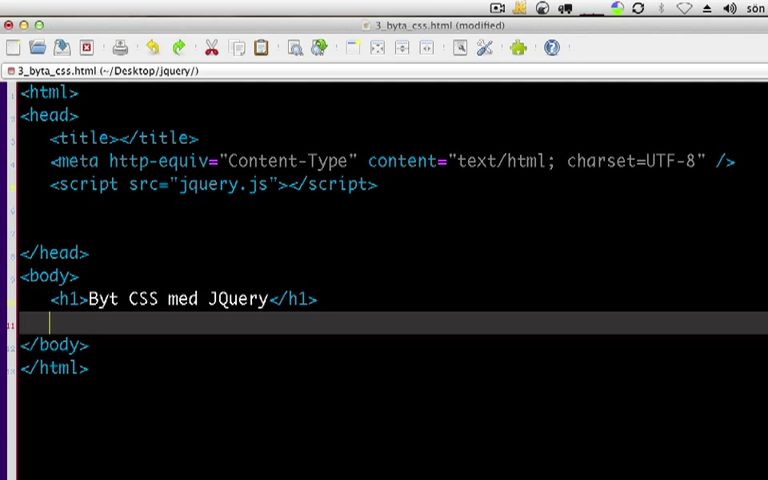 sön
3_byta_css.html (modified)
3_byta_css.html (~/Desktop/jquery/)
<html>
<head>
<title></title>
<meta http-equiv="Content-Type" content="text/html; charset=UTF-8" />
<script src="jquery.js"></script>
</head>
<body>
<h1>Byt CSS med JQuery</h1>
11
</body>
</html>